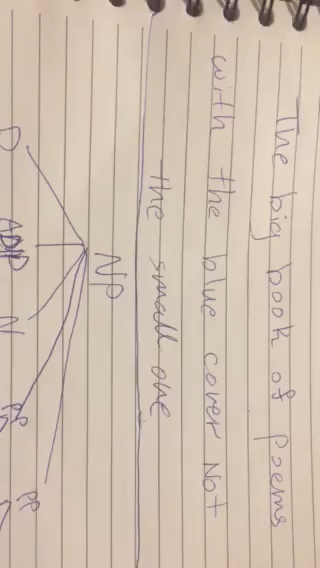 The big book of poems
with the blue cover Not
the small one
NP
D AdjP N PP PP